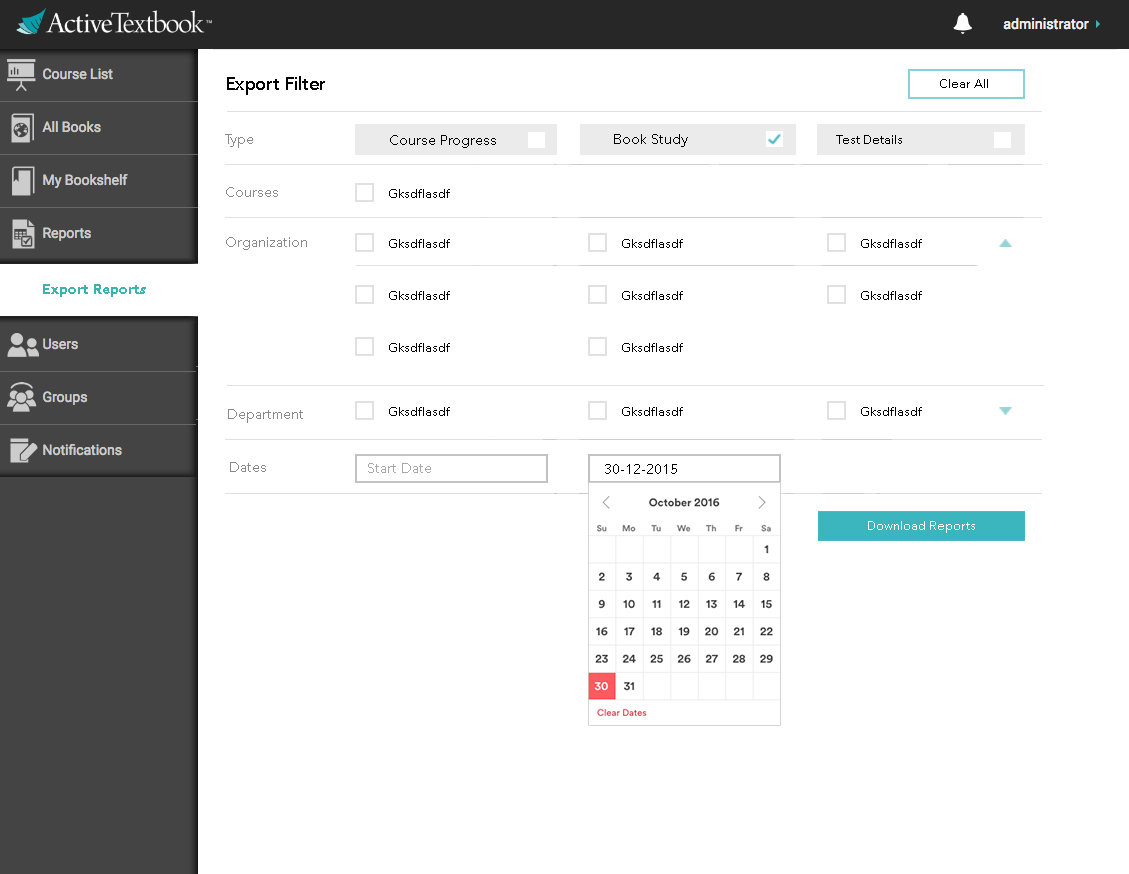 ActiveTextbook™
administrator
Course List
All Books
My Bookshelf
Reports
Export Reports
Users
Groups
Notifications
Export Filter
Clear All
Type
Course Progress
Book Study
Test Details
Courses
Gksdflasdf
Organization
Gksdflasdf Gksdflasdf Gksdflasdf
Gksdflasdf Gksdflasdf Gksdflasdf
Gksdflasdf Gksdflasdf
Department
Gksdflasdf Gksdflasdf Gksdflasdf
Dates
Start Date
30-12-2015
October 2016
Su Mo Tu We Th Fr Sa
1
2 3 4 5 6 7 8
9 10 11 12 13 14 15
16 17 18 19 20 21 22
23 24 25 26 27 28 29
30 31
Clear Dates
Download Reports